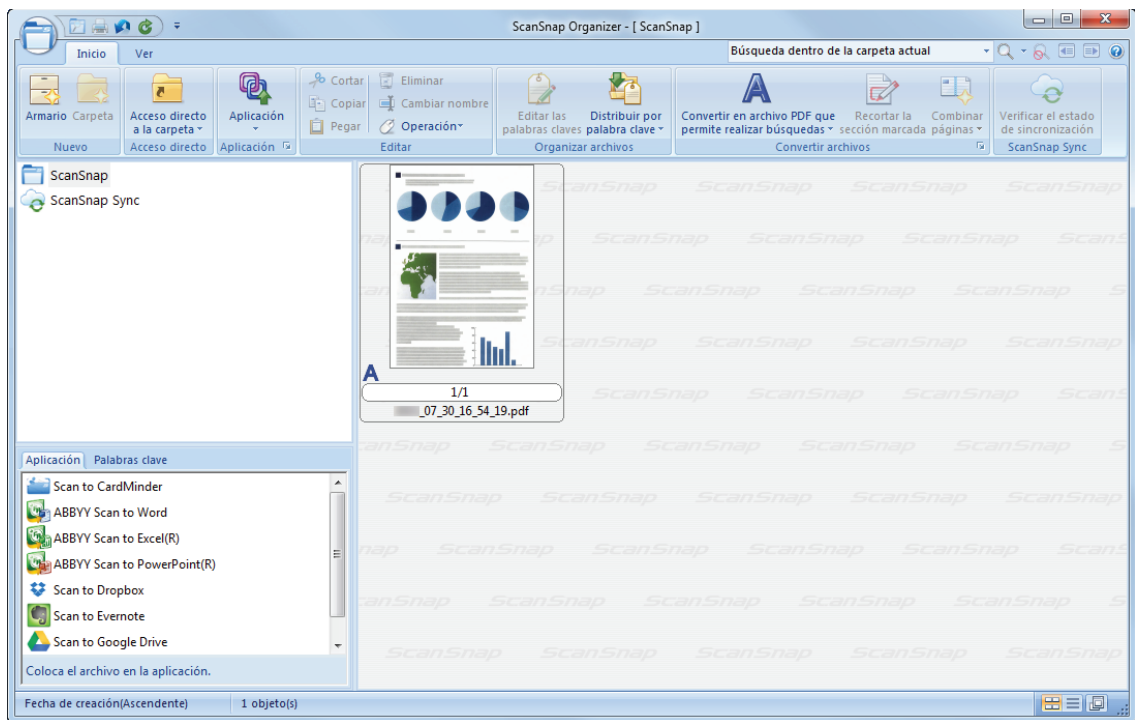 ScanSnap Organizer - [ ScanSnap ]
Inicio
Ver
Búsqueda dentro de la carpeta actual
Armario
Carpeta
Nuevo
Acceso directo
a la carpeta
Acceso directo
Aplicación
Aplicación
Cortar
Copiar
Pegar
Eliminar
Cambiar nombre
Operación
Editar
Editar las
palabras claves
Distribuir por
palabra clave
Organizar archivos
Convertir en archivo PDF que
permite realizar búsquedas
Recortar la
sección marcada
Combinar
páginas
Convertir archivos
Verificar el estado
de sincronización
ScanSnap Sync
ScanSnap
ScanSnap Sync
A
1/1
_07_30_16_54_19.pdf
Aplicación
Palabras clave
Scan to CardMinder
ABBYY Scan to Word
ABBYY Scan to Excel(R)
ABBYY Scan to PowerPoint(R)
Scan to Dropbox
Scan to Evernote
Scan to Google Drive
Coloca el archivo en la aplicación.
Fecha de creación(Ascendente)
1 objeto(s)